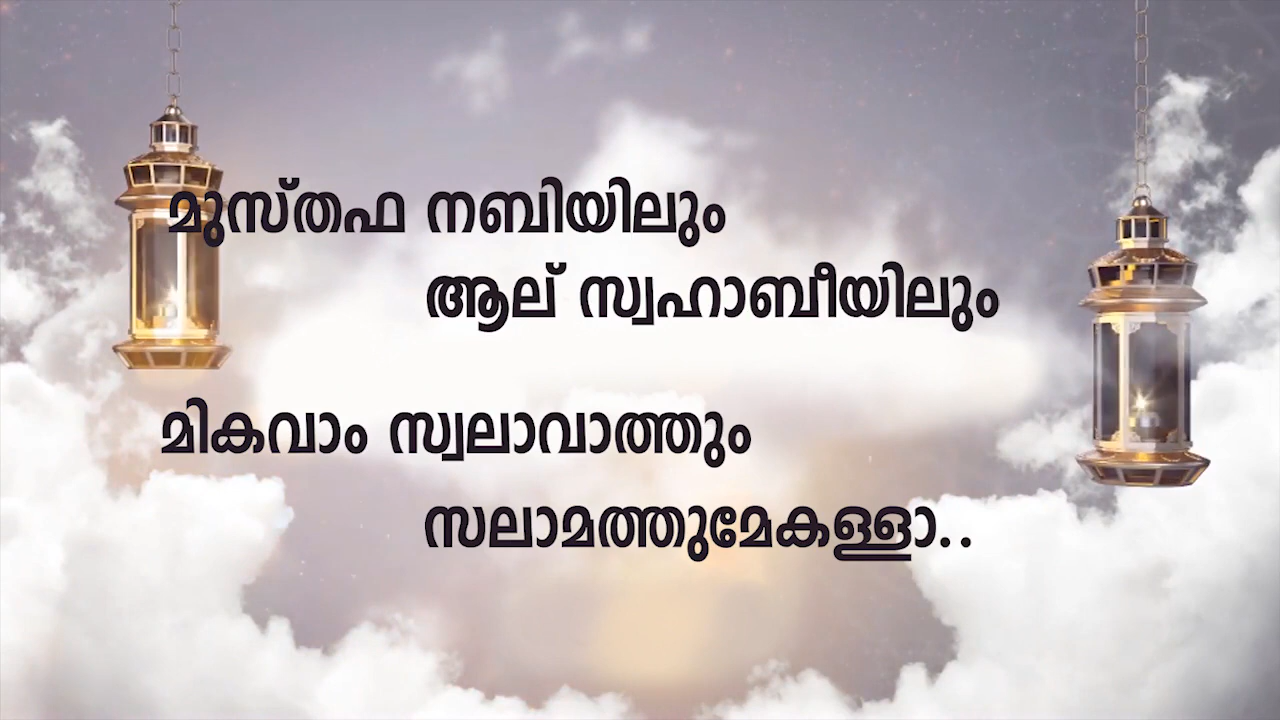 മുസ്തഫ നബിയിലും
ആല് സ്വഹാബീയിലും
മികവാം സ്വലാവാത്തും
സലാമത്തുമേകള്ളാ..